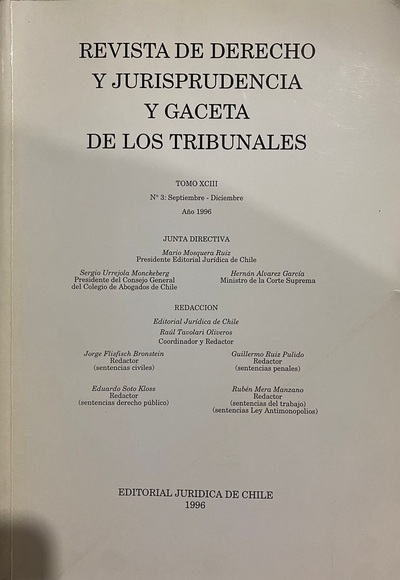 REVISTA DE DERECHO
Y JURISPRUDENCIA
Y GACETA
DE LOS TRIBUNALES
TOMO XCIII
Nº 3: Septiembre - Diciembre
Año 1996
JUNTA DIRECTIVA
Mario Mosquera Ruiz
Presidente Editorial Jurídica de Chile
Sergio Urrejola Monckeberg
Presidente del Consejo General
del Colegio de Abogados de Chile
Hernán Alvarez García
Ministro de la Corte Suprema
REDACCION
Editorial Jurídica de Chile
Raúl Tavolari Oliveros
Coordinador y Redactor
Jorge Flisfisch Bronstein
Redactor
(sentencias civiles)
Guillermo Ruiz Pulido
Redactor
(sentencias penales)
Eduardo Soto Kloss
Redactor
(sentencias derecho público)
Rubén Mera Manzano
Redactor
(sentencias del trabajo)
(sentencias Ley Antimonopolios)
EDITORIAL JURIDICA DE CHILE
1996